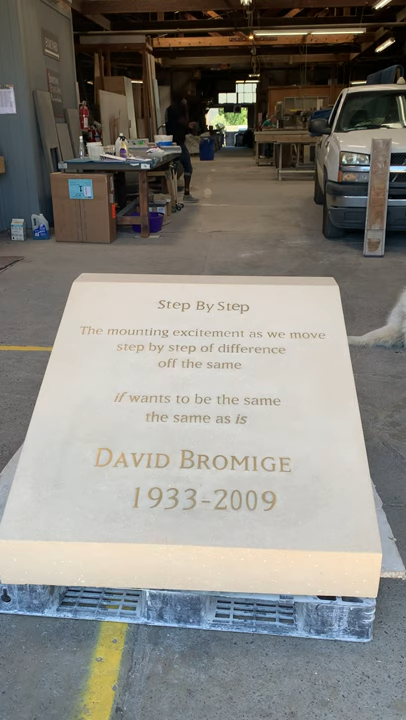 Step By Step
The mounting excitement as we move
step by step of difference
off the same
if wants to be the same
the same as is
DAVID BROMIGE
1933-2009